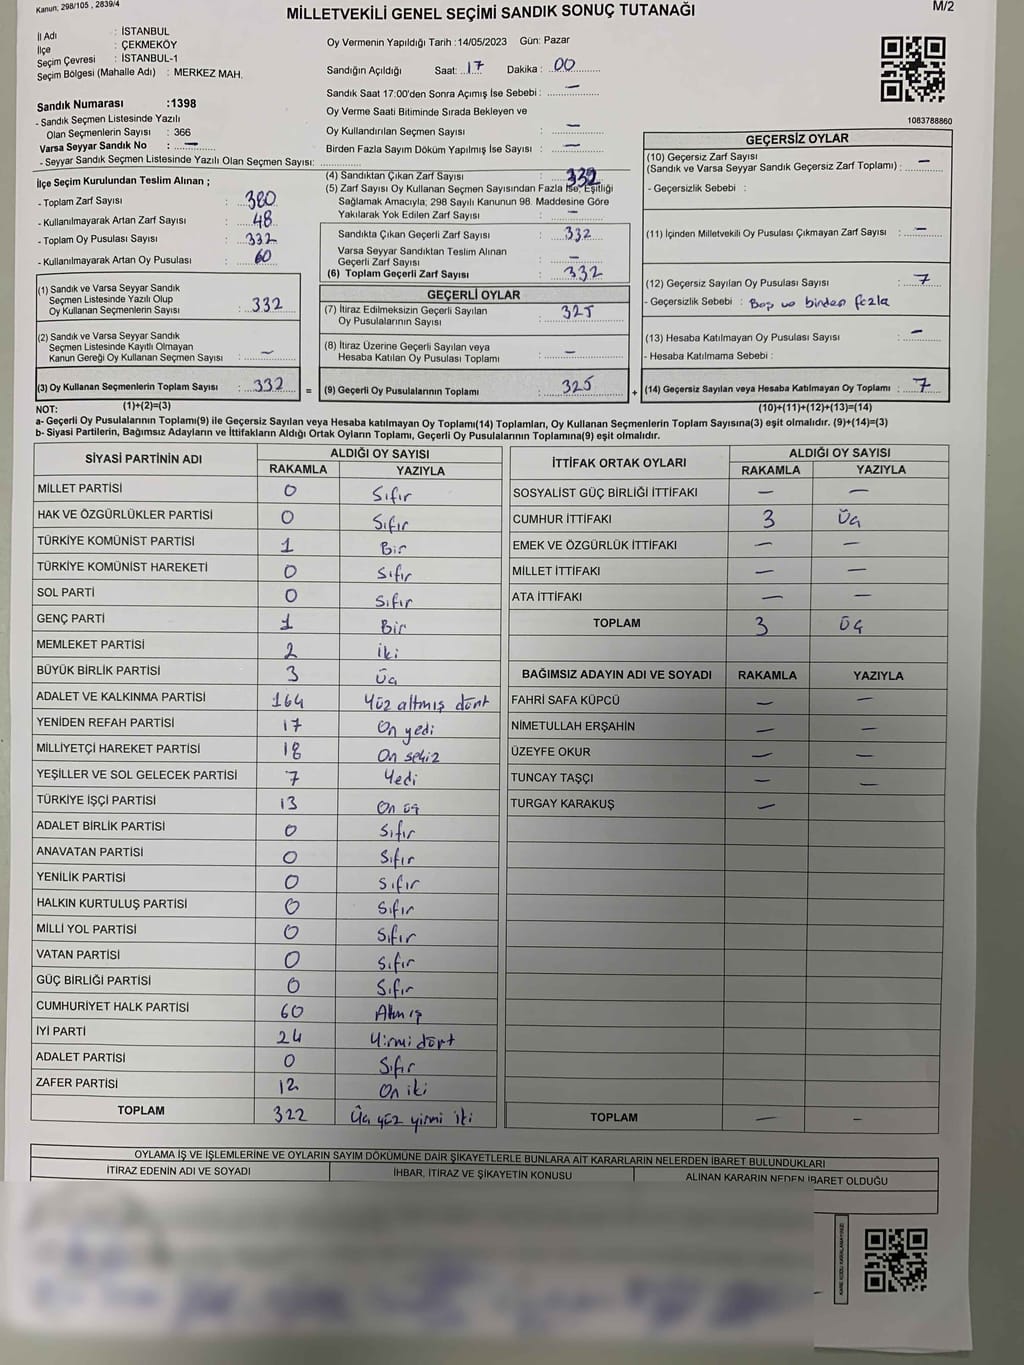 Kanun; 298/105 , 2839/4
MİLLETVEKİLİ GENEL SEÇİMİ SANDIK SONUÇ TUTANAĞI
M/2
İl Adı : İSTANBUL
İlçe : ÇEKMEKÖY
Seçim Çevresi : İSTANBUL-1
Seçim Bölgesi (Mahalle Adı) : MERKEZ MAH.
Sandık Numarası :1398
- Sandık Seçmen Listesinde Yazılı
Olan Seçmenlerin Sayısı : 366
Varsa Seyyar Sandık No : —
- Seyyar Sandık Seçmen Listesinde Yazılı Olan Seçmen Sayısı:
Oy Vermenin Yapıldığı Tarih :14/05/2023 Gün: Pazar
Sandığın Açıldığı Saat: 17 Dakika : 00
Sandık Saat 17:00'den Sonra Açımış İse Sebebi : —
Oy Verme Saati Bitiminde Sırada Bekleyen ve
Oy Kullandırılan Seçmen Sayısı : —
Birden Fazla Sayım Döküm Yapılmış İse Sayısı : —
1083788860
İlçe Seçim Kurulundan Teslim Alınan ;
- Toplam Zarf Sayısı : 380
- Kullanılmayarak Artan Zarf Sayısı : 48
- Toplam Oy Pusulası Sayısı : 332
- Kullanılmayarak Artan Oy Pusulası : 60
(1) Sandık ve Varsa Seyyar Sandık
Seçmen Listesinde Yazılı Olup
Oy Kullanan Seçmenlerin Sayısı : 332
(2) Sandık ve Varsa Seyyar Sandık
Seçmen Listesinde Kayıtlı Olmayan
Kanun Gereği Oy Kullanan Seçmen Sayısı : —
(3) Oy Kullanan Seçmenlerin Toplam Sayısı : 332 =
(1)+(2)=(3)
(4) Sandıktan Çıkan Zarf Sayısı : 332
(5) Zarf Sayısı Oy Kullanan Seçmen Sayısından Fazla İse, Eşitliği
Sağlamak Amacıyla; 298 Sayılı Kanunun 98. Maddesine Göre
Yakılarak Yok Edilen Zarf Sayısı : —
Sandıkta Çıkan Geçerli Zarf Sayısı : 332
Varsa Seyyar Sandıktan Teslim Alınan
Geçerli Zarf Sayısı : —
(6) Toplam Geçerli Zarf Sayısı : 332
GEÇERLİ OYLAR
(7) İtiraz Edilmeksizin Geçerli Sayılan
Oy Pusulalarının Sayısı : 325
(8) İtiraz Üzerine Geçerli Sayılan veya
Hesaba Katılan Oy Pusulası Toplamı : —
(9) Geçerli Oy Pusulalarının Toplamı : 325 +
GEÇERSİZ OYLAR
(10) Geçersiz Zarf Sayısı
(Sandık ve Varsa Seyyar Sandık Geçersiz Zarf Toplamı) : —
- Geçersizlik Sebebi :
(11) İçinden Milletvekili Oy Pusulası Çıkmayan Zarf Sayısı : —
(12) Geçersiz Sayılan Oy Pusulası Sayısı : 7
- Geçersizlik Sebebi : Boş ve birden fazla
(13) Hesaba Katılmayan Oy Pusulası Sayısı : —
- Hesaba Katılmama Sebebi :
(14) Geçersiz Sayılan veya Hesaba Katılmayan Oy Toplamı : 7
(10)+(11)+(12)+(13)=(14)
NOT:
a- Geçerli Oy Pusulalarının Toplamı(9) ile Geçersiz Sayılan veya Hesaba katılmayan Oy Toplamı(14) Toplamları, Oy Kullanan Seçmenlerin Toplam Sayısına(3) eşit olmalıdır. (9)+(14)=(3)
b- Siyasi Partilerin, Bağımsız Adayların ve İttifakların Aldığı Ortak Oyların Toplamı, Geçerli Oy Pusulalarının Toplamına(9) eşit olmalıdır.
SİYASİ PARTİNİN ADI ALDIĞI OY SAYISI
RAKAMLA YAZIYLA
MİLLET PARTİSİ 0 Sıfır
HAK VE ÖZGÜRLÜKLER PARTİSİ 0 Sıfır
TÜRKİYE KOMÜNİST PARTİSİ 1 Bir
TÜRKİYE KOMÜNİST HAREKETİ 0 Sıfır
SOL PARTİ 0 Sıfır
GENÇ PARTİ 1 Bir
MEMLEKET PARTİSİ 2 İki
BÜYÜK BİRLİK PARTİSİ 3 Üç
ADALET VE KALKINMA PARTİSİ 164 Yüz altmış dört
YENİDEN REFAH PARTİSİ 17 On yedi
MİLLİYETÇİ HAREKET PARTİSİ 18 On sekiz
YEŞİLLER VE SOL GELECEK PARTİSİ 7 Yedi
TÜRKİYE İŞÇİ PARTİSİ 13 On üç
ADALET BİRLİK PARTİSİ 0 Sıfır
ANAVATAN PARTİSİ 0 Sıfır
YENİLİK PARTİSİ 0 Sıfır
HALKIN KURTULUŞ PARTİSİ 0 Sıfır
MİLLİ YOL PARTİSİ 0 Sıfır
VATAN PARTİSİ 0 Sıfır
GÜÇ BİRLİĞİ PARTİSİ 0 Sıfır
CUMHURİYET HALK PARTİSİ 60 Altmış
İYİ PARTİ 24 Yirmi dört
ADALET PARTİSİ 0 Sıfır
ZAFER PARTİSİ 12 On iki
TOPLAM 322 Üç yüz yirmi iki
İTTİFAK ORTAK OYLARI ALDIĞI OY SAYISI
RAKAMLA YAZIYLA
SOSYALİST GÜÇ BİRLİĞİ İTTİFAKI — —
CUMHUR İTTİFAKI 3 Üç
EMEK VE ÖZGÜRLÜK İTTİFAKI — —
MİLLET İTTİFAKI — —
ATA İTTİFAKI — —
TOPLAM 3 Üç
BAĞIMSIZ ADAYIN ADI VE SOYADI RAKAMLA YAZIYLA
FAHRİ SAFA KÜPCÜ — —
NİMETULLAH ERŞAHİN — —
ÜZEYFE OKUR — —
TUNCAY TAŞÇI — —
TURGAY KARAKUŞ —
TOPLAM — —
OYLAMA İŞ VE İŞLEMLERİNE VE OYLARIN SAYIM DÖKÜMÜNE DAİR ŞİKAYETLERLE BUNLARA AİT KARARLARIN NELERDEN İBARET BULUNDUKLARI
İTİRAZ EDENİN ADI VE SOYADI İHBAR, İTİRAZ VE ŞİKAYETİN KONUSU ALINAN KARARIN NEDEN İBARET OLDUĞU